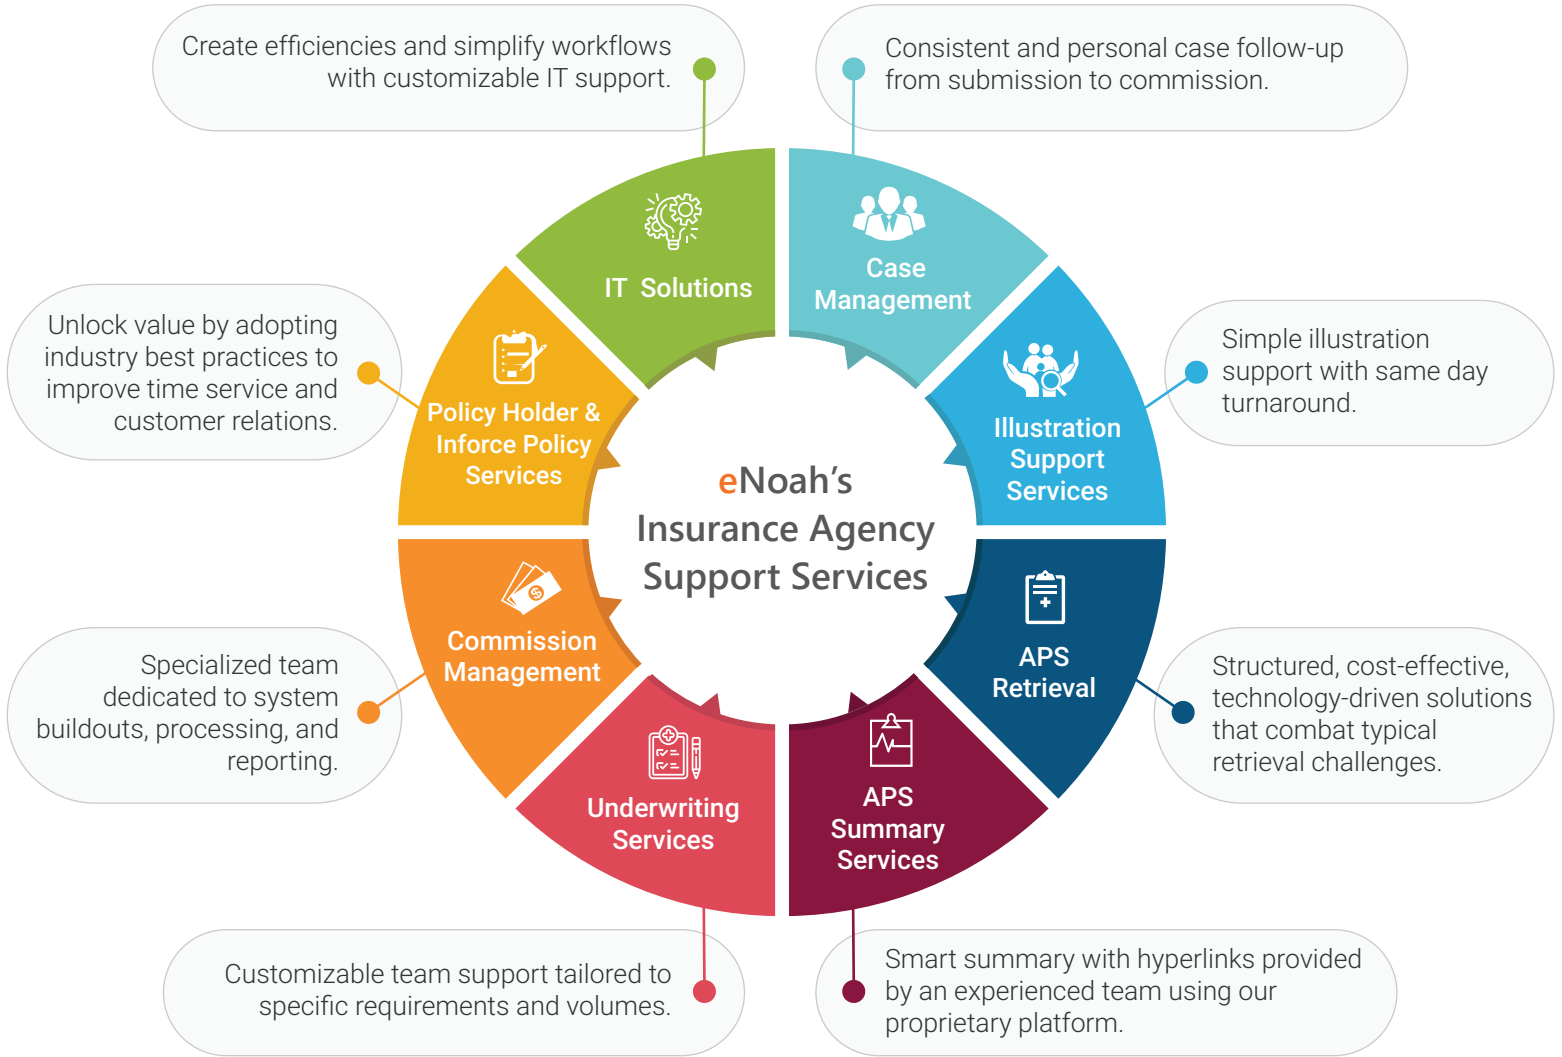 Create efficiencies and simplify workflows
with customizable IT support.
Consistent and personal case follow-up
from submission to commission.
IT Solutions
Case
Management
Unlock value by adopting
industry best practices to
improve time service and
customer relations.
Policy Holder &
Inforce Policy
Services
Illustration
Support
Services
Simple illustration
support with same day
turnaround.
eNoah’s
Insurance Agency
Support Services
Specialized team
dedicated to system
buildouts, processing, and
reporting.
Commission
Management
APS
Retrieval
Structured, cost-effective,
technology-driven solutions
that combat typical
retrieval challenges.
Underwriting
Services
APS
Summary
Services
Customizable team support tailored to
specific requirements and volumes.
Smart summary with hyperlinks provided
by an experienced team using our
proprietary platform.